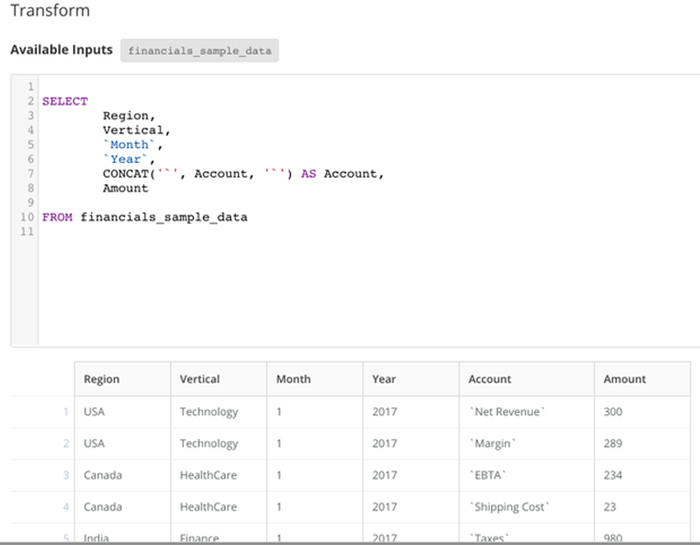 Transform
Available Inputs financials_sample_data
1
2 SELECT
3 Region,
4 Vertical,
5 `Month`,
6 `Year`,
7 CONCAT('`', Account, '`') AS Account,
8 Amount
9
10 FROM financials_sample_data
11
Region Vertical Month Year Account Amount
1 USA Technology 1 2017 `Net Revenue` 300
2 USA Technology 1 2017 `Margin` 289
3 Canada HealthCare 1 2017 `EBTA` 234
4 Canada HealthCare 1 2017 `Shipping Cost` 23
5 India Finance 1 2017 `Taxes` 980